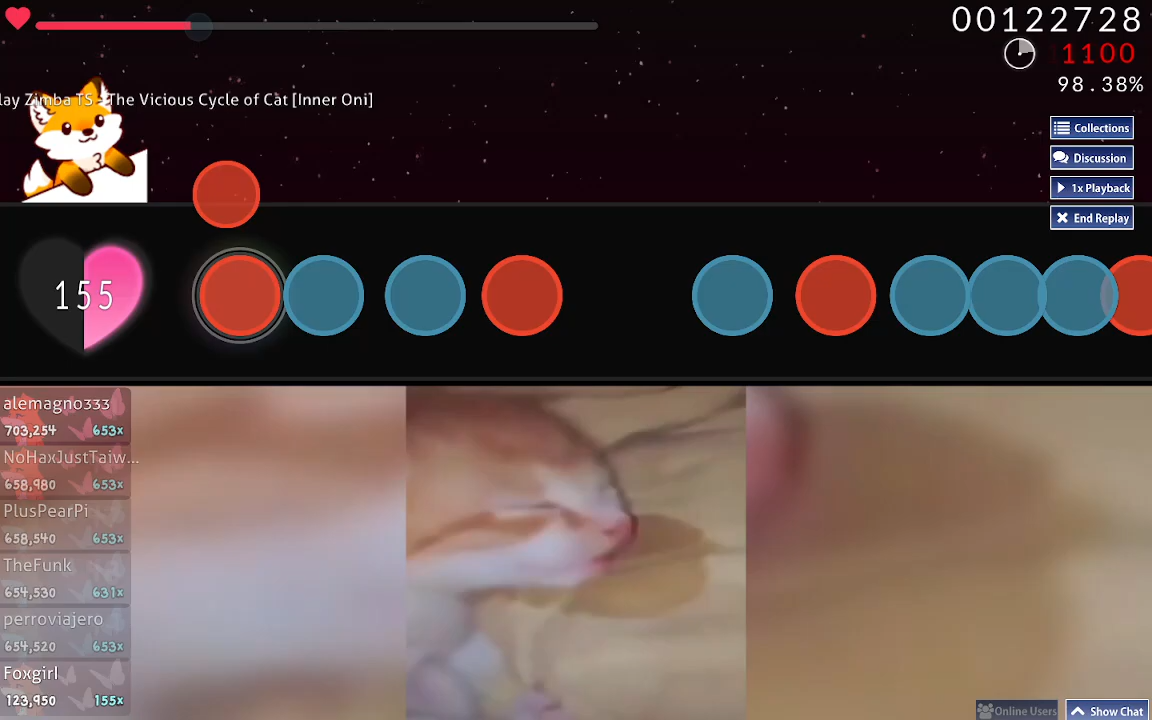 00122728
1100
98.38%
lay Zimba TS - The Vicious Cycle of Cat [Inner Oni]
Collections
Discussion
1x Playback
End Replay
155
alemagno333
703,254 653x
NoHaxJustTaiw...
658,980 653x
PlusPearPi
658,540 653x
TheFunk
654,530 631x
perroviajero
654,520 653x
Foxgirl
123,950 155x
Online Users
Show Chat